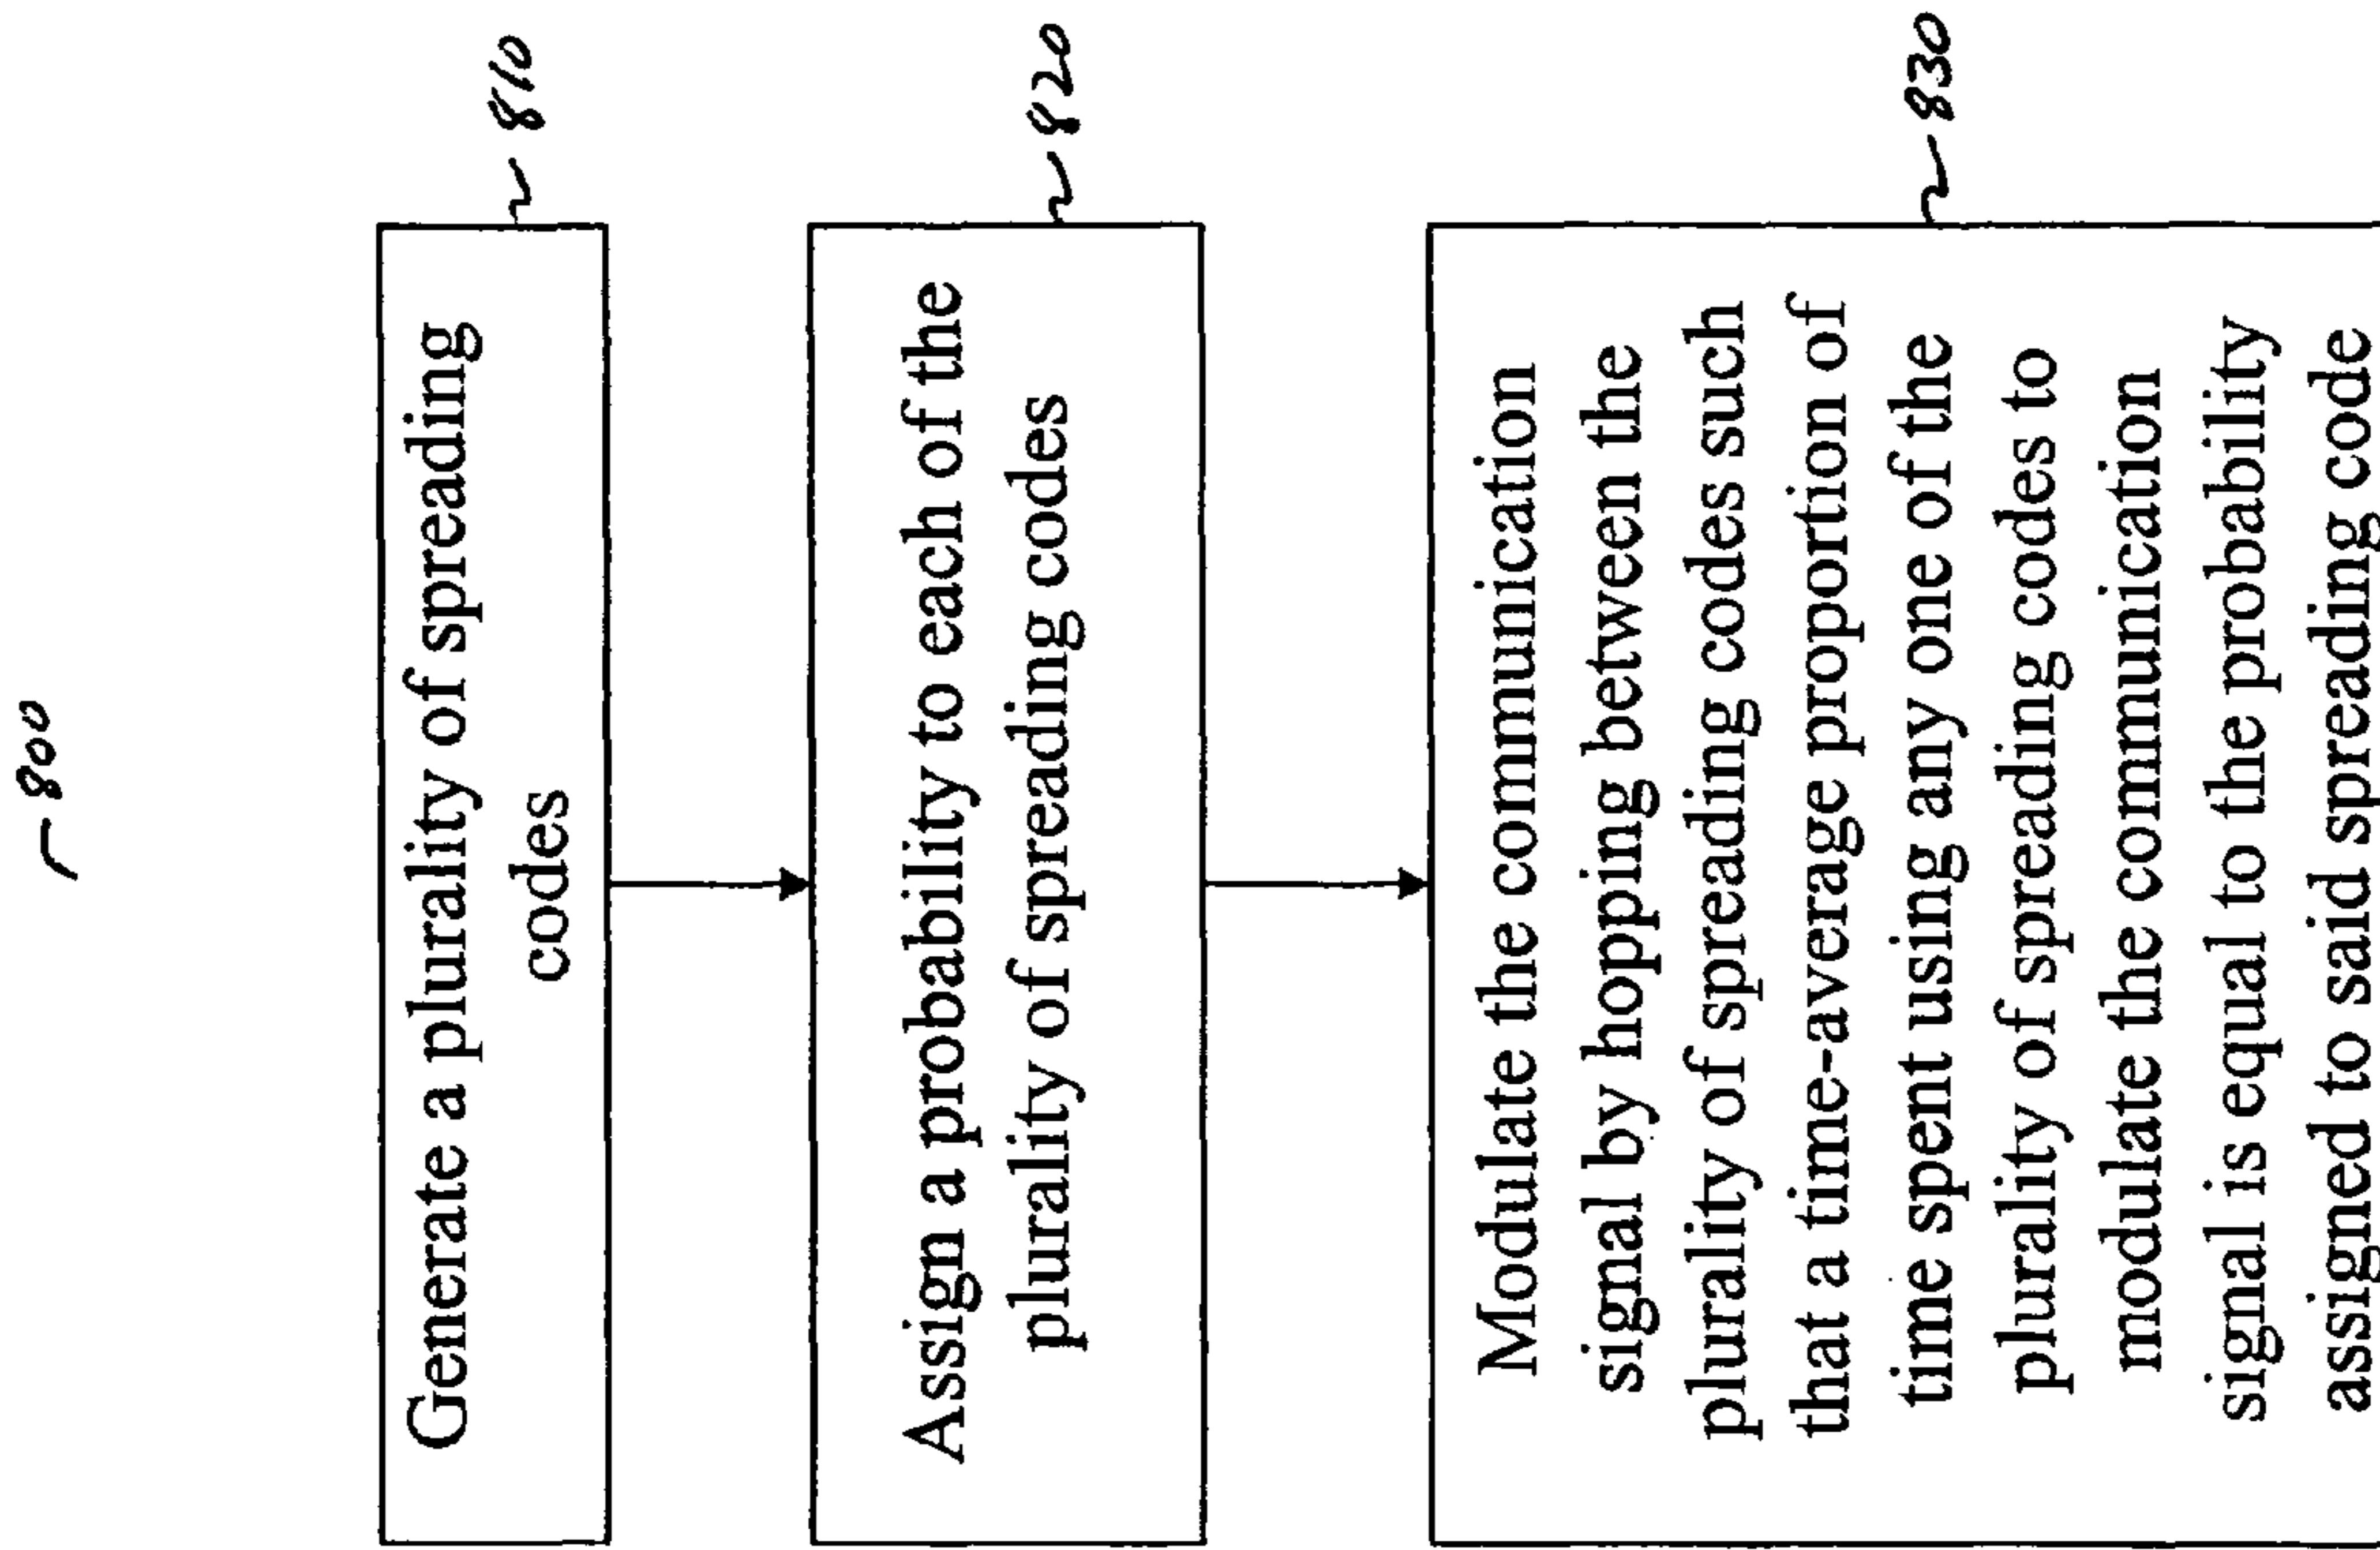 800
Generate a plurality of spreading
codes
810
Assign a probability to each of the
plurality of spreading codes
820
Modulate the communication
signal by hopping between the
plurality of spreading codes such
that a time-average proportion of
time spent using any one of the
plurality of spreading codes to
modulate the communication
signal is equal to the probability
assigned to said spreading code
830